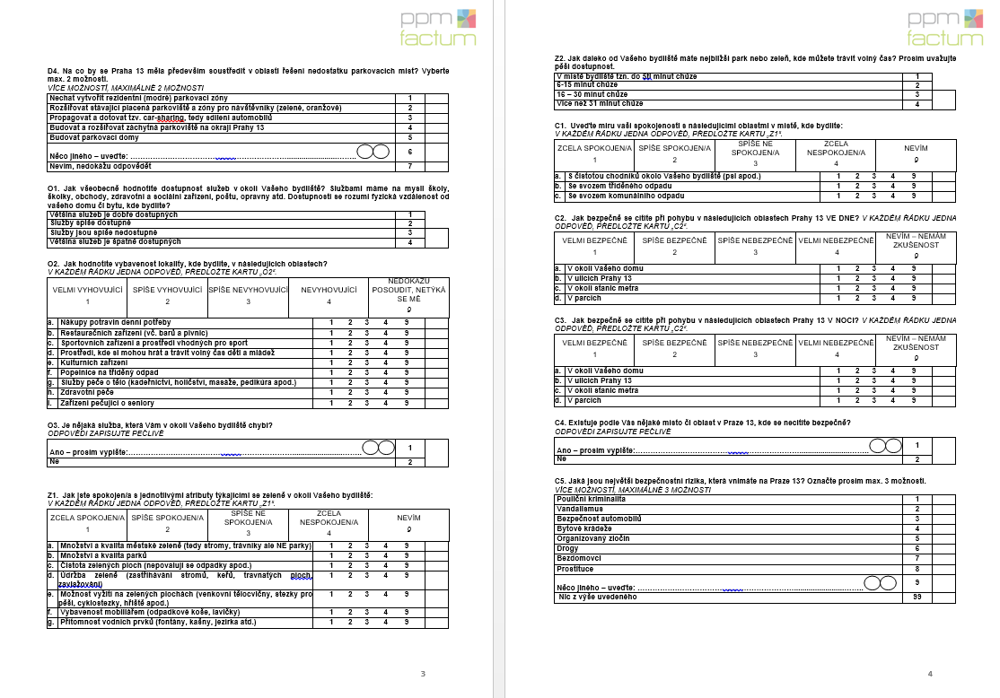 ppm
factum
D4. Na co by se Praha 13 měla především soustředit v oblasti řešení nedostatku parkovacích míst? Vyberte
max. 2 možnosti.
VÍCE MOŽNOSTÍ, MAXIMÁLNĚ 2 MOŽNOSTI
Nechat vytvořit rezidentní (modré) parkovací zóny 1
Rozšiřovat stávající placená parkoviště a zóny pro návštěvníky (zelené, oranžové) 2
Propagovat a dotovat tzv. car-sharing, tedy sdílení automobilů 3
Budovat a rozšiřovat záchytná parkoviště na okraji Prahy 13 4
Budovat parkovací domy 5
Něco jiného – uveďte: ........ 6
Nevím, nedokážu odpovědět 7
O1. Jak všeobecně hodnotíte dostupnost služeb v okolí Vašeho bydliště? Službami máme na mysli školy,
školky, obchody, zdravotní a sociální zařízení, poštu, opravny atd. Dostupností se rozumí fyzická vzdálenost od
vašeho domu či bytu, kde bydlíte?
Většina služeb je dobře dostupných 1
Služby spíše dostupné 2
Služby jsou spíše nedostupné 3
Většina služeb je špatně dostupných 4
O2. Jak hodnotíte vybavenost lokality, kde bydlíte, v následujících oblastech?
V KAŽDÉM ŘÁDKU JEDNA ODPOVĚĎ, PŘEDLOŽTE KARTU „O2“.
VELMI VYHOVUJÍCÍ 1 SPÍŠE VYHOVUJÍCÍ 2 SPÍŠE NEVYHOVUJÍCÍ 3 NEVYHOVUJÍCÍ 4 NEDOKÁŽU POSOUDIT, NETÝKÁ SE MĚ 9
a. Nákupy potravin denní potřeby 1 2 3 4 9
b. Restauračních zařízení (vč. barů a pivnic) 1 2 3 4 9
c. Sportovních zařízení a prostředí vhodných pro sport 1 2 3 4 9
d. Prostředí, kde si mohou hrát a trávit volný čas děti a mládež 1 2 3 4 9
e. Kulturních zařízení 1 2 3 4 9
f. Popelnice na tříděný odpad 1 2 3 4 9
g. Služby péče o tělo (kadeřnictví, holičství, masáže, pedikúra apod.) 1 2 3 4 9
h. Zdravotní péče 1 2 3 4 9
i. Zařízení pečující o seniory 1 2 3 4 9
O3. Je nějaká služba, která Vám v okolí Vašeho bydliště chybí?
ODPOVĚDI ZAPISUJTE PEČLIVĚ
Ano – prosím vypište:........ 1
Ne 2
Z1. Jak jste spokojen/a s jednotlivými atributy týkajícími se zeleně v okolí Vašeho bydliště:
V KAŽDÉM ŘÁDKU JEDNA ODPOVĚĎ, PŘEDLOŽTE KARTU „Z1“.
ZCELA SPOKOJEN/A 1 SPÍŠE SPOKOJEN/A 2 SPÍŠE NE SPOKOJEN/A 3 ZCELA NESPOKOJEN/A 4 NEVÍM 9
a. Množství a kvalita městské zeleně (tedy stromy, trávníky ale NE parky) 1 2 3 4 9
b. Množství a kvalita parků 1 2 3 4 9
c. Čistota zelených ploch (nepovalují se odpadky apod.) 1 2 3 4 9
d. Údržba zeleně (zastřihávání stromů, keřů, travnatých ploch, 1 2 3 4 9
zavlažování)
e. Možnost vyžití na zelených plochách (venkovní tělocvičny, stezky pro 1 2 3 4 9
pěší, cyklostezky, hřiště apod.)
f. Vybavenost mobiliářem (odpadkové koše, lavičky) 1 2 3 4 9
g. Přítomnost vodních prvků (fontány, kašny, jezírka atd.) 1 2 3 4 9
3
ppm
factum
Z2. Jak daleko od Vašeho bydliště máte nejbližší park nebo zeleň, kde můžete trávit volný čas? Prosím uvažujte
pěší dostupnost.
V místě bydliště tzn. do 5ti minut chůze 1
6-15 minut chůze 2
16 – 30 minut chůze 3
Více než 31 minut chůze 4
C1. Uveďte míru vaší spokojenosti s následujícími oblastmi v místě, kde bydlíte:
V KAŽDÉM ŘÁDKU JEDNA ODPOVĚĎ, PŘEDLOŽTE KARTU „Z1“.
ZCELA SPOKOJEN/A 1 SPÍŠE SPOKOJEN/A 2 SPÍŠE NE SPOKOJEN/A 3 ZCELA NESPOKOJEN/A 4 NEVÍM 9
a. S čistotou chodníků okolo Vašeho bydliště (psí apod.) 1 2 3 4 9
b. Se svozem tříděného odpadu 1 2 3 4 9
c. Se svozem komunálního odpadu 1 2 3 4 9
C2. Jak bezpečně se cítíte při pohybu v následujících oblastech Prahy 13 VE DNE? V KAŽDÉM ŘÁDKU JEDNA
ODPOVĚĎ, PŘEDLOŽTE KARTU „C2“.
VELMI BEZPEČNĚ 1 SPÍŠE BEZPEČNĚ 2 SPÍŠE NEBEZPEČNĚ 3 VELMI NEBEZPEČNĚ 4 NEVÍM – NEMÁM ZKUŠENOST 9
a. V okolí Vašeho domu 1 2 3 4 9
b. V ulicích Prahy 13 1 2 3 4 9
c. V okolí stanic metra 1 2 3 4 9
d. V parcích 1 2 3 4 9
C3. Jak bezpečně se cítíte při pohybu v následujících oblastech Prahy 13 V NOCI? V KAŽDÉM ŘÁDKU JEDNA
ODPOVĚĎ, PŘEDLOŽTE KARTU „C2“.
VELMI BEZPEČNĚ 1 SPÍŠE BEZPEČNĚ 2 SPÍŠE NEBEZPEČNĚ 3 VELMI NEBEZPEČNĚ 4 NEVÍM – NEMÁM ZKUŠENOST 9
a. V okolí Vašeho domu 1 2 3 4 9
b. V ulicích Prahy 13 1 2 3 4 9
c. V okolí stanic metra 1 2 3 4 9
d. V parcích 1 2 3 4 9
C4. Existuje podle Vás nějaké místo či oblast v Praze 13, kde se necítíte bezpečně?
ODPOVĚDI ZAPISUJTE PEČLIVĚ
Ano – prosím vypište:........ 1
Ne 2
C5. Jaká jsou největší bezpečnostní rizika, která vnímáte na Praze 13? Označte prosím max. 3 možnosti.
VÍCE MOŽNOSTÍ, MAXIMÁLNĚ 3 MOŽNOSTI
Pouliční kriminalita 1
Vandalismus 2
Bezpečnost automobilů 3
Bytové krádeže 4
Organizovaný zločin 5
Drogy 6
Bezdomovci 7
Prostituce 8
Něco jiného – uveďte: ........ 9
Nic z výše uvedeného 99
4